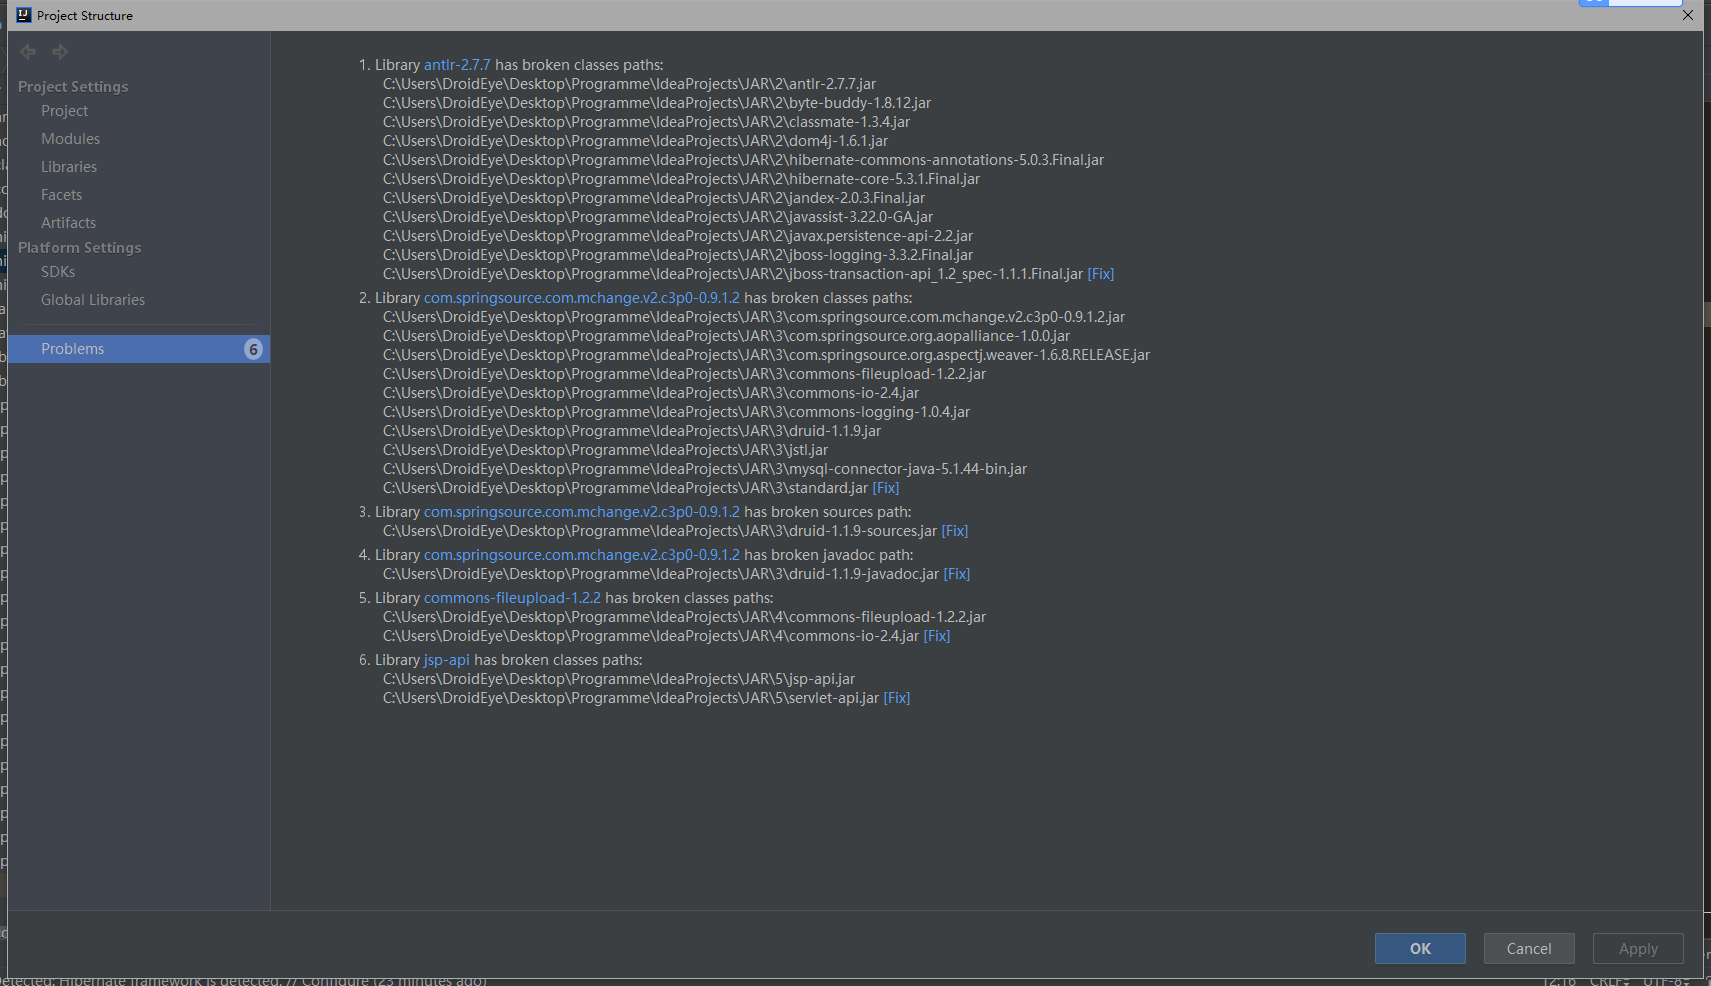 Project Structure
Project Settings
Project
Modules
Libraries
Facets
Artifacts
Platform Settings
SDKs
Global Libraries
Problems 6
1. Library antlr-2.7.7 has broken classes paths:
C:\Users\DroidEye\Desktop\Programme\IdeaProjects\JAR\2\antlr-2.7.7.jar
C:\Users\DroidEye\Desktop\Programme\IdeaProjects\JAR\2\byte-buddy-1.8.12.jar
C:\Users\DroidEye\Desktop\Programme\IdeaProjects\JAR\2\classmate-1.3.4.jar
C:\Users\DroidEye\Desktop\Programme\IdeaProjects\JAR\2\dom4j-1.6.1.jar
C:\Users\DroidEye\Desktop\Programme\IdeaProjects\JAR\2\hibernate-commons-annotations-5.0.3.Final.jar
C:\Users\DroidEye\Desktop\Programme\IdeaProjects\JAR\2\hibernate-core-5.3.1.Final.jar
C:\Users\DroidEye\Desktop\Programme\IdeaProjects\JAR\2\jandex-2.0.3.Final.jar
C:\Users\DroidEye\Desktop\Programme\IdeaProjects\JAR\2\javassist-3.22.0-GA.jar
C:\Users\DroidEye\Desktop\Programme\IdeaProjects\JAR\2\javax.persistence-api-2.2.jar
C:\Users\DroidEye\Desktop\Programme\IdeaProjects\JAR\2\jboss-logging-3.3.2.Final.jar
C:\Users\DroidEye\Desktop\Programme\IdeaProjects\JAR\2\jboss-transaction-api_1.2_spec-1.1.1.Final.jar [Fix]
2. Library com.springsource.com.mchange.v2.c3p0-0.9.1.2 has broken classes paths:
C:\Users\DroidEye\Desktop\Programme\IdeaProjects\JAR\3\com.springsource.com.mchange.v2.c3p0-0.9.1.2.jar
C:\Users\DroidEye\Desktop\Programme\IdeaProjects\JAR\3\com.springsource.org.aopalliance-1.0.0.jar
C:\Users\DroidEye\Desktop\Programme\IdeaProjects\JAR\3\com.springsource.org.aspectj.weaver-1.6.8.RELEASE.jar
C:\Users\DroidEye\Desktop\Programme\IdeaProjects\JAR\3\commons-fileupload-1.2.2.jar
C:\Users\DroidEye\Desktop\Programme\IdeaProjects\JAR\3\commons-io-2.4.jar
C:\Users\DroidEye\Desktop\Programme\IdeaProjects\JAR\3\commons-logging-1.0.4.jar
C:\Users\DroidEye\Desktop\Programme\IdeaProjects\JAR\3\druid-1.1.9.jar
C:\Users\DroidEye\Desktop\Programme\IdeaProjects\JAR\3\jstl.jar
C:\Users\DroidEye\Desktop\Programme\IdeaProjects\JAR\3\mysql-connector-java-5.1.44-bin.jar
C:\Users\DroidEye\Desktop\Programme\IdeaProjects\JAR\3\standard.jar [Fix]
3. Library com.springsource.com.mchange.v2.c3p0-0.9.1.2 has broken sources path:
C:\Users\DroidEye\Desktop\Programme\IdeaProjects\JAR\3\druid-1.1.9-sources.jar [Fix]
4. Library com.springsource.com.mchange.v2.c3p0-0.9.1.2 has broken javadoc path:
C:\Users\DroidEye\Desktop\Programme\IdeaProjects\JAR\3\druid-1.1.9-javadoc.jar [Fix]
5. Library commons-fileupload-1.2.2 has broken classes paths:
C:\Users\DroidEye\Desktop\Programme\IdeaProjects\JAR\4\commons-fileupload-1.2.2.jar
C:\Users\DroidEye\Desktop\Programme\IdeaProjects\JAR\4\commons-io-2.4.jar [Fix]
6. Library jsp-api has broken classes paths:
C:\Users\DroidEye\Desktop\Programme\IdeaProjects\JAR\5\jsp-api.jar
C:\Users\DroidEye\Desktop\Programme\IdeaProjects\JAR\5\servlet-api.jar [Fix]
OK Cancel Apply
etected: Hibernate framework is detected. // Configure (23 minutes ago) 12:16 CRLF UTF-8